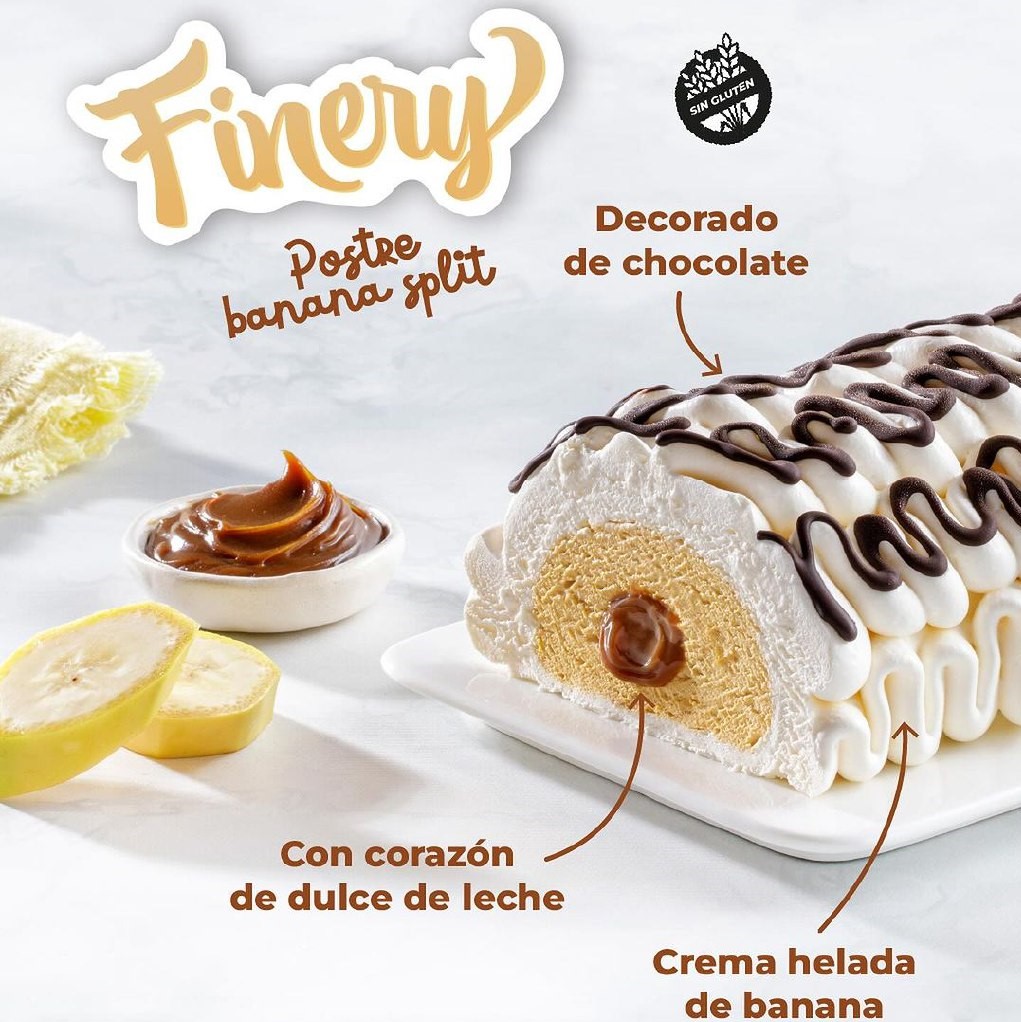 Finery
Postre
banana split
SIN GLUTEN
Decorado
de chocolate
Con corazón
de dulce de leche
Crema helada
de banana